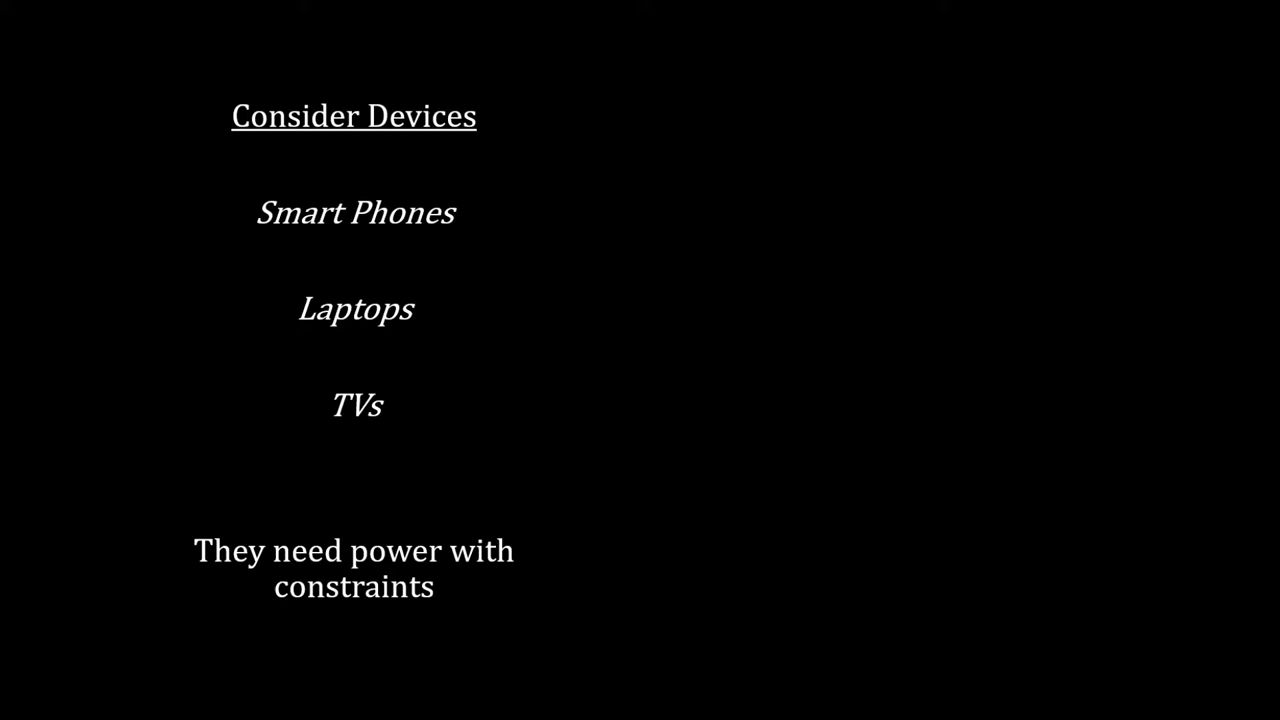 Consider Devices
Smart Phones
Laptops
TVs
They need power with
constraints